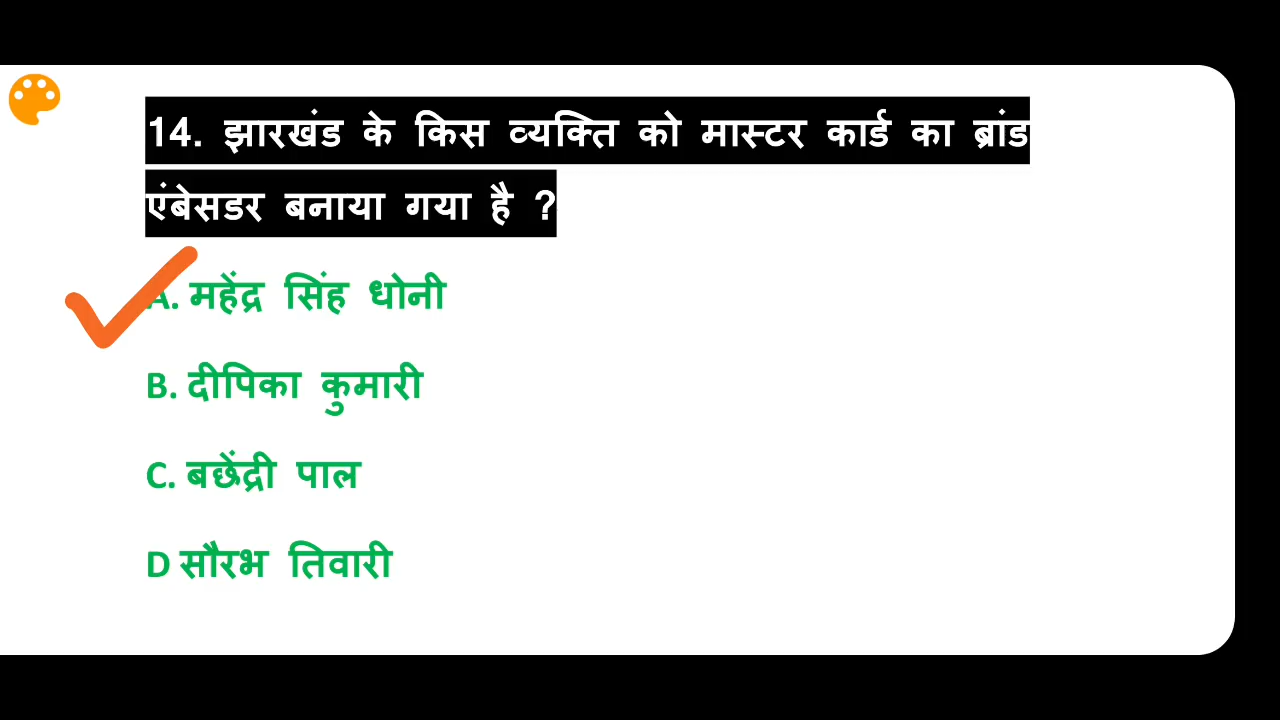 14. झारखंड के किस व्यक्ति को मास्टर कार्ड का ब्रांड
एंबेसडर बनाया गया है ?
A. महेंद्र सिंह धोनी
B. दीपिका कुमारी
C. बछेंद्री पाल
D सौरभ तिवारी